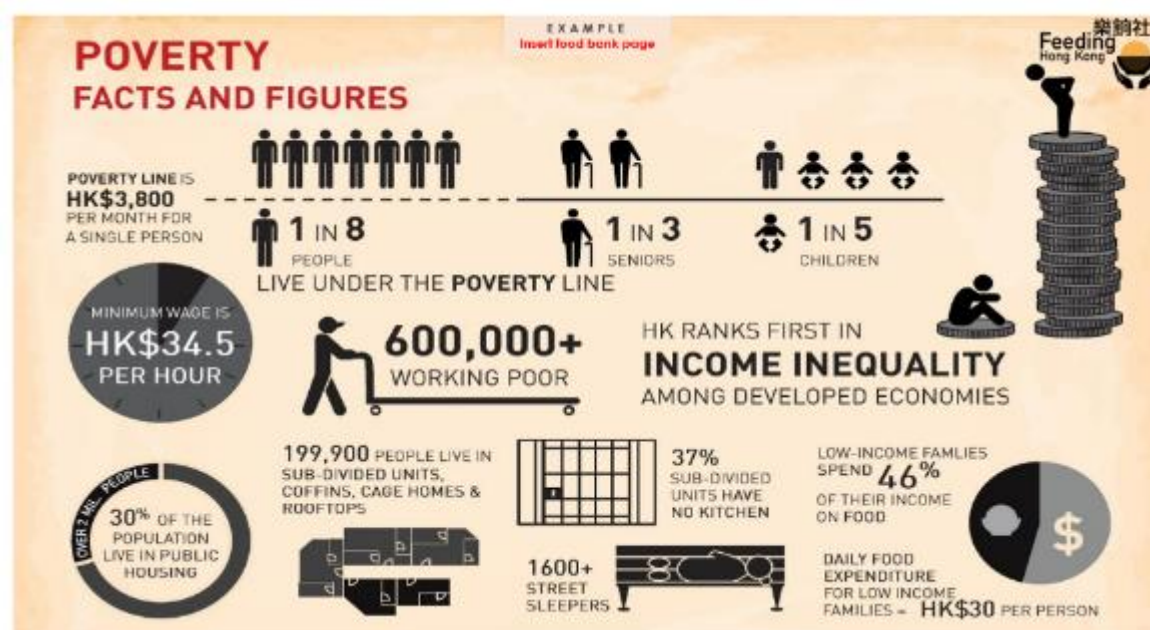 EXAMPLE
Insert food bank page
樂餉社
Feeding
Hong Kong
POVERTY
FACTS AND FIGURES
POVERTY LINE IS
HK$3,800
PER MONTH FOR
A SINGLE PERSON
1 IN 8
PEOPLE
1 IN 3
SENIORS
1 IN 5
CHILDREN
LIVE UNDER THE POVERTY LINE
MINIMUM WAGE IS
HK$34.5
PER HOUR
600,000+
WORKING POOR
HK RANKS FIRST IN
INCOME INEQUALITY
AMONG DEVELOPED ECONOMIES
OVER 2 MIL. PEOPLE
30% OF THE
POPULATION
LIVE IN PUBLIC
HOUSING
199,900 PEOPLE LIVE IN
SUB-DIVIDED UNITS,
COFFINS, CAGE HOMES &
ROOFTOPS
37%
SUB-DIVIDED
UNITS HAVE
NO KITCHEN
1600+
STREET
SLEEPERS
LOW-INCOME FAMLIES
SPEND 46%
OF THEIR INCOME
ON FOOD
$
DAILY FOOD
EXPENDITURE
FOR LOW INCOME
FAMILIES = HK$30 PER PERSON